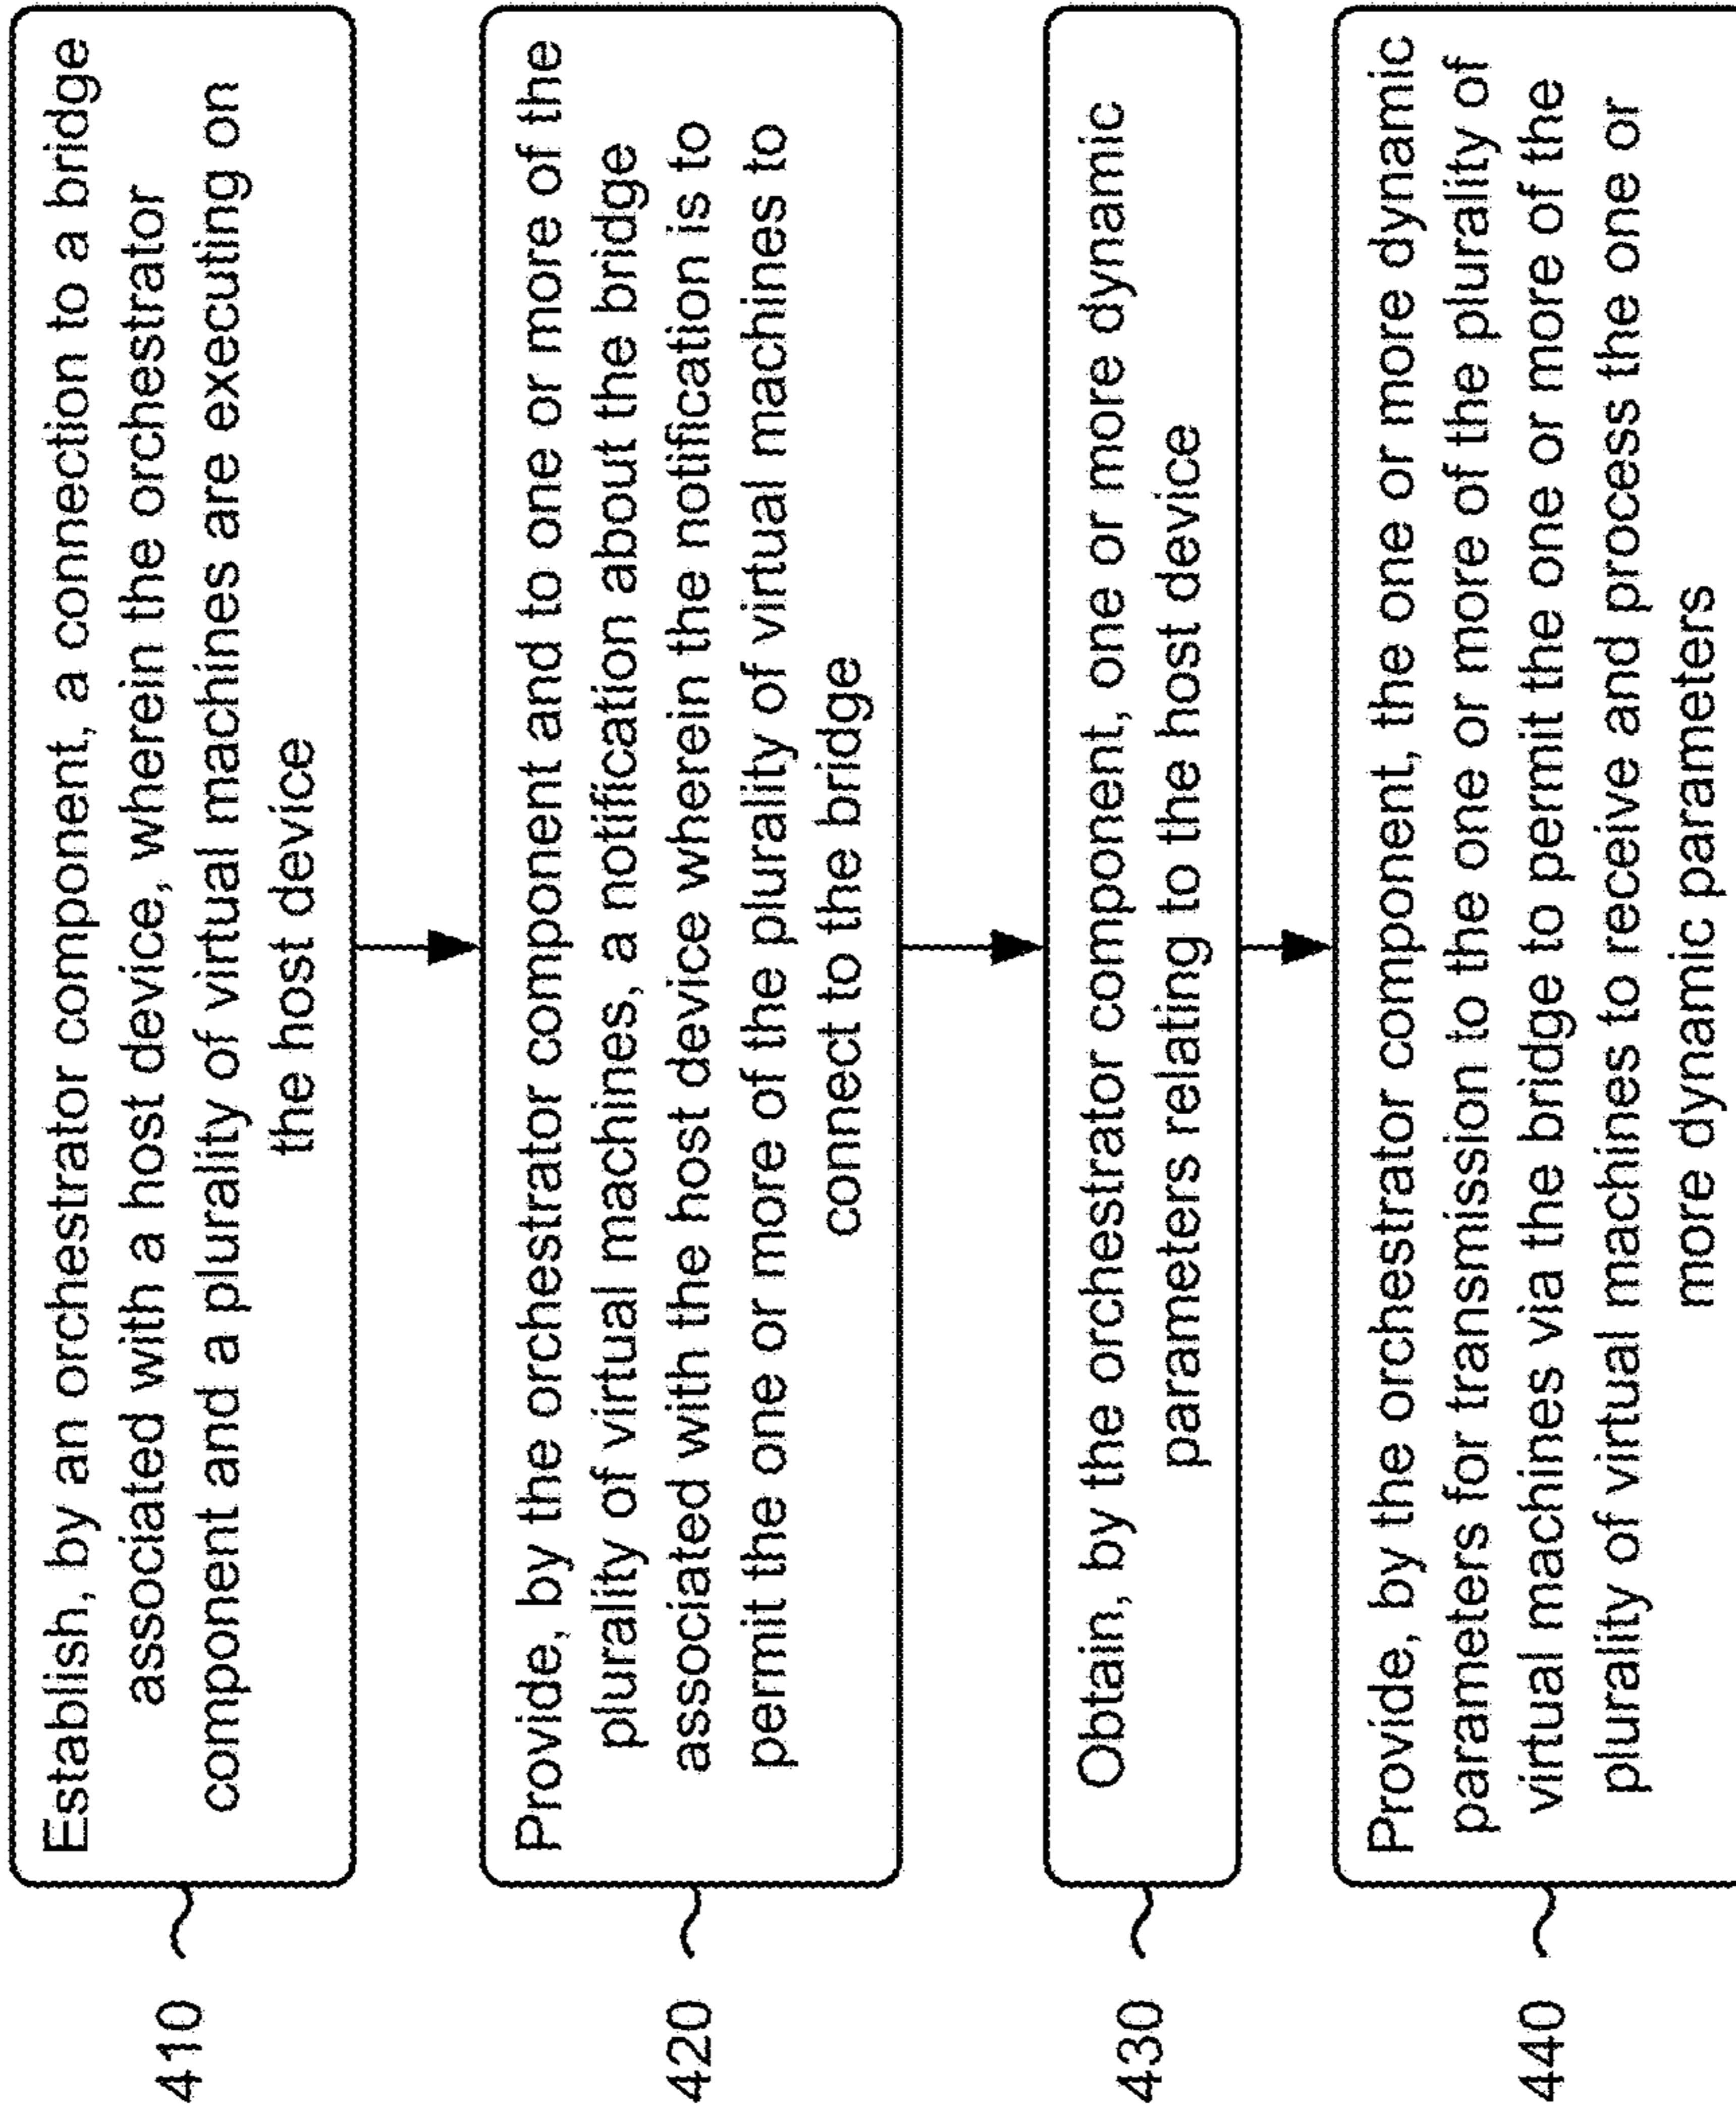 410
Establish, by an orchestrator component, a connection to a bridge
associated with a host device, wherein the orchestrator
component and a plurality of virtual machines are executing on
the host device
420
Provide, by the orchestrator component and to one or more of the
plurality of virtual machines, a notification about the bridge
associated with the host device wherein the notification is to
permit the one or more of the plurality of virtual machines to
connect to the bridge
430
Obtain, by the orchestrator component, one or more dynamic
parameters relating to the host device
440
Provide, by the orchestrator component, the one or more dynamic
parameters for transmission to the one or more of the plurality of
virtual machines via the bridge to permit the one or more of the
plurality of virtual machines to receive and process the one or
more dynamic parameters